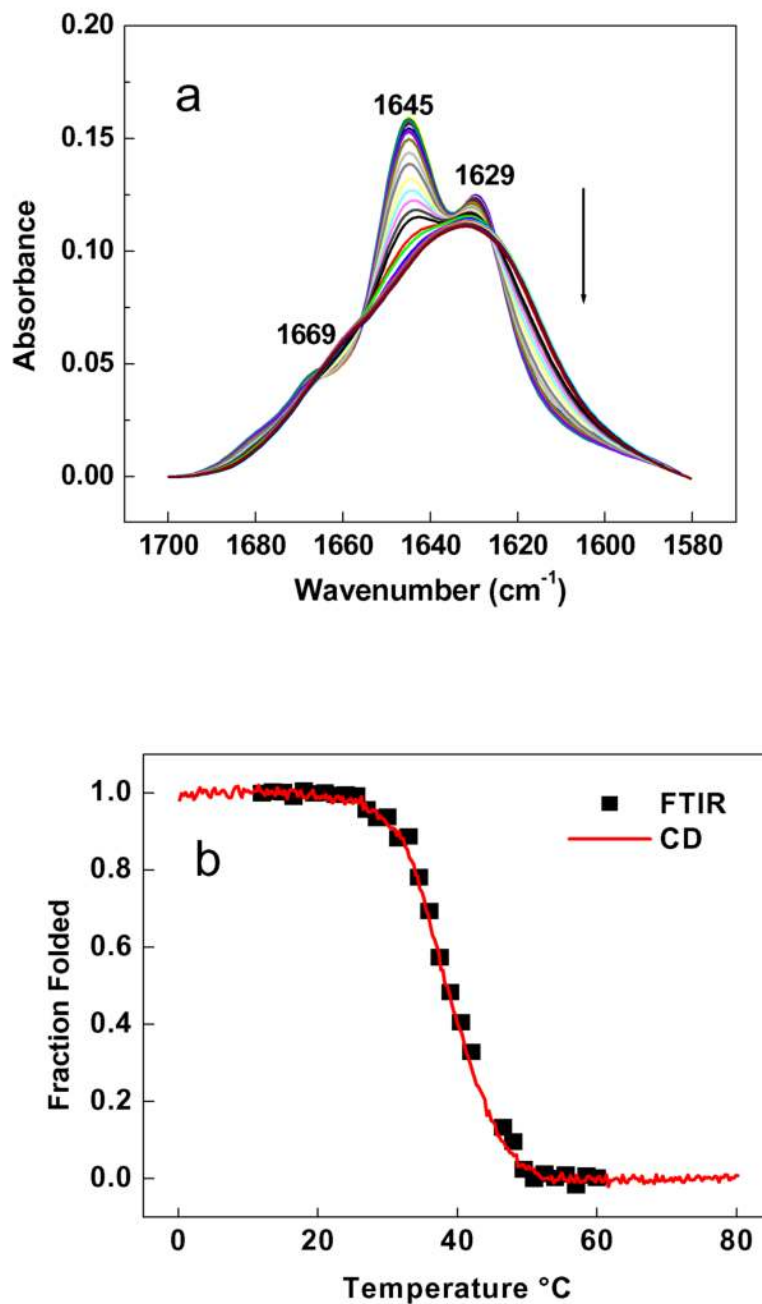 0.20
a
1645
0.15
1629
0.10
1669
0.05
0.00
Absorbance
1700 1680 1660 1640 1620 1600 1580
Wavenumber (cm⁻¹)
1.0
FTIR
CD
b
0.8
0.6
0.4
0.2
0.0
Fraction Folded
0 20 40 60 80
Temperature °C